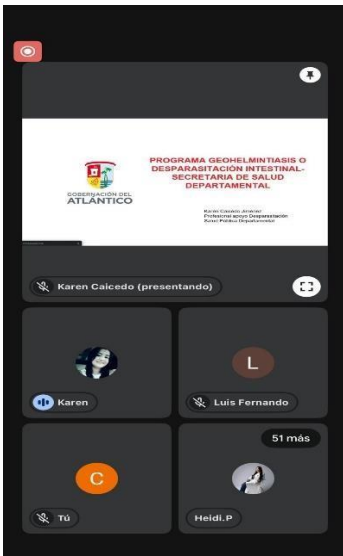 PROGRAMA GEOHELMINTIASIS O
DESPARASITACIÓN INTESTINAL-
SECRETARIA DE SALUD
DEPARTAMENTAL
GOBERNACIÓN DEL
ATLÁNTICO
Karen Caicedo Jiménez
Profesional apoyo Desparasitación
Salud Pública Departamental
Karen Caicedo (presentando)
Karen
L
Luis Fernando
C
Tú
51 más
Heidi.P